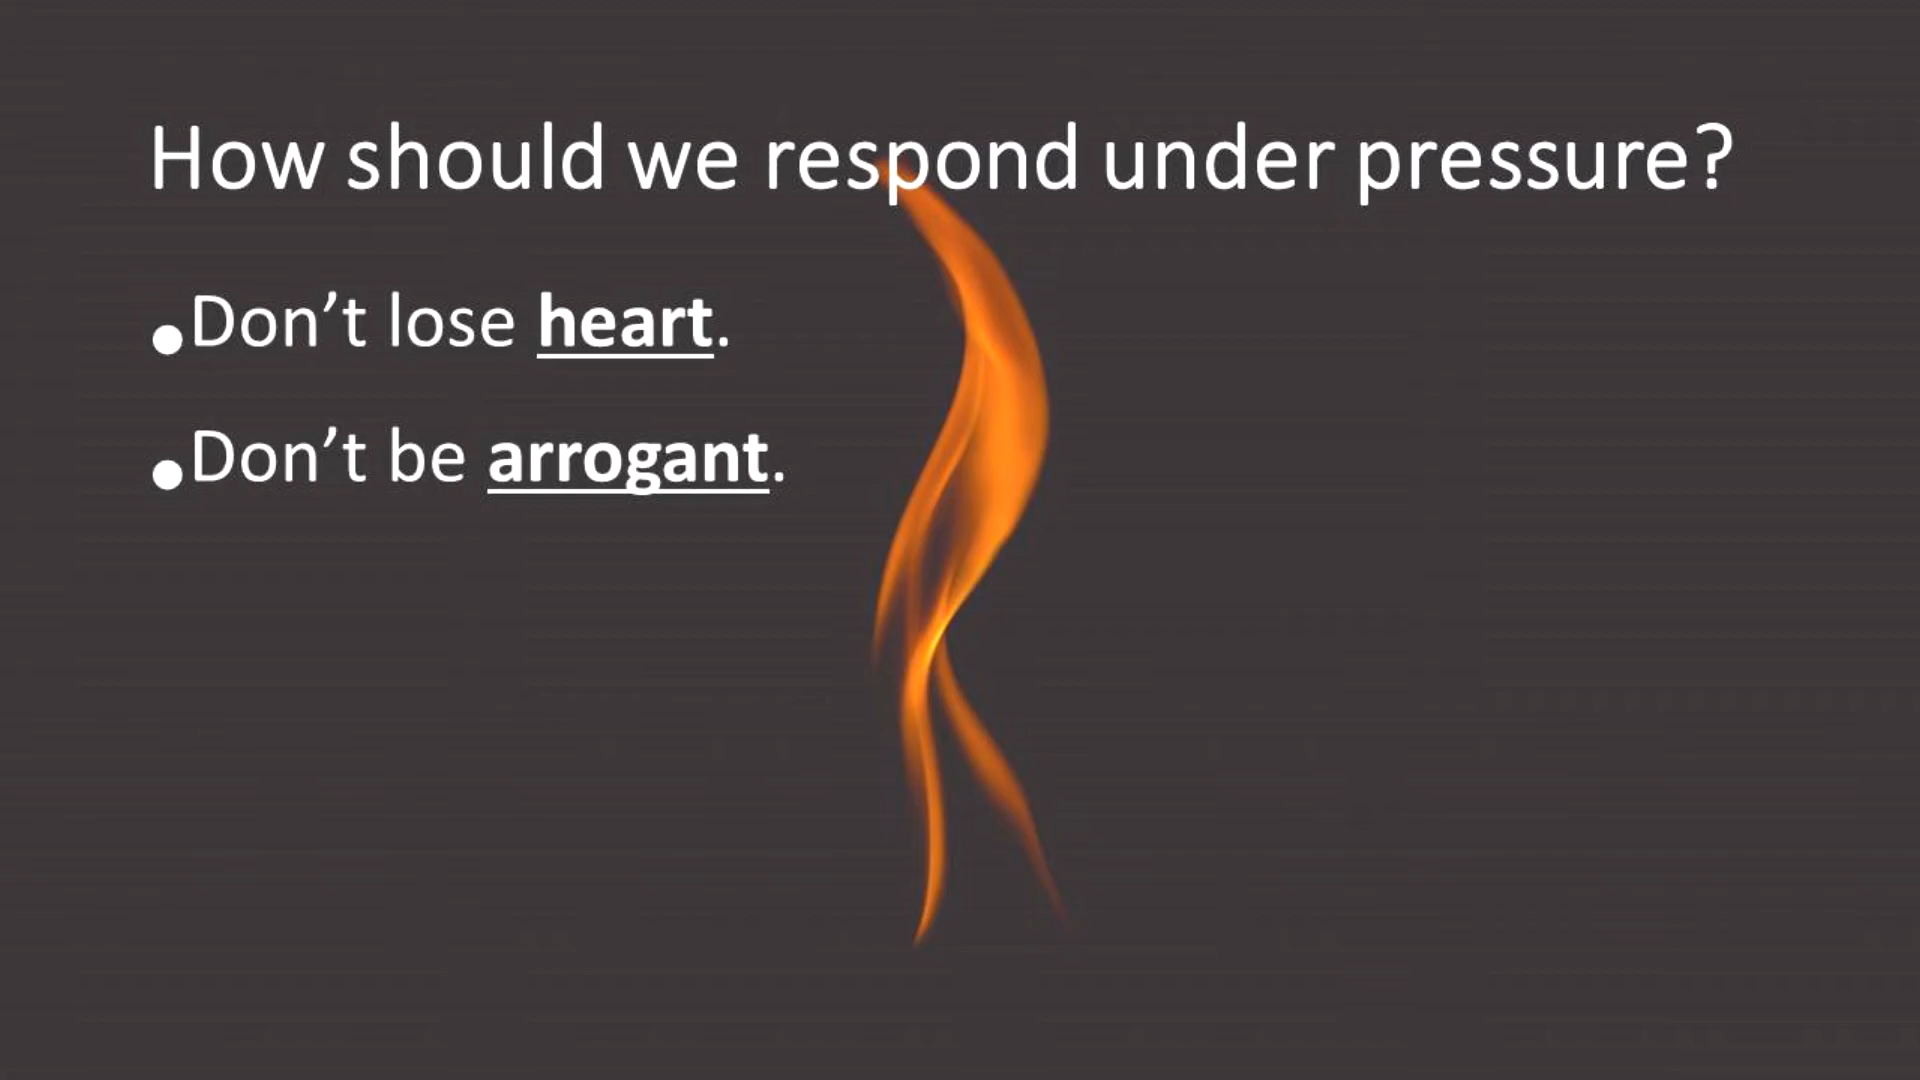 How should we respond under pressure?
•Don’t lose heart.
•Don’t be arrogant.